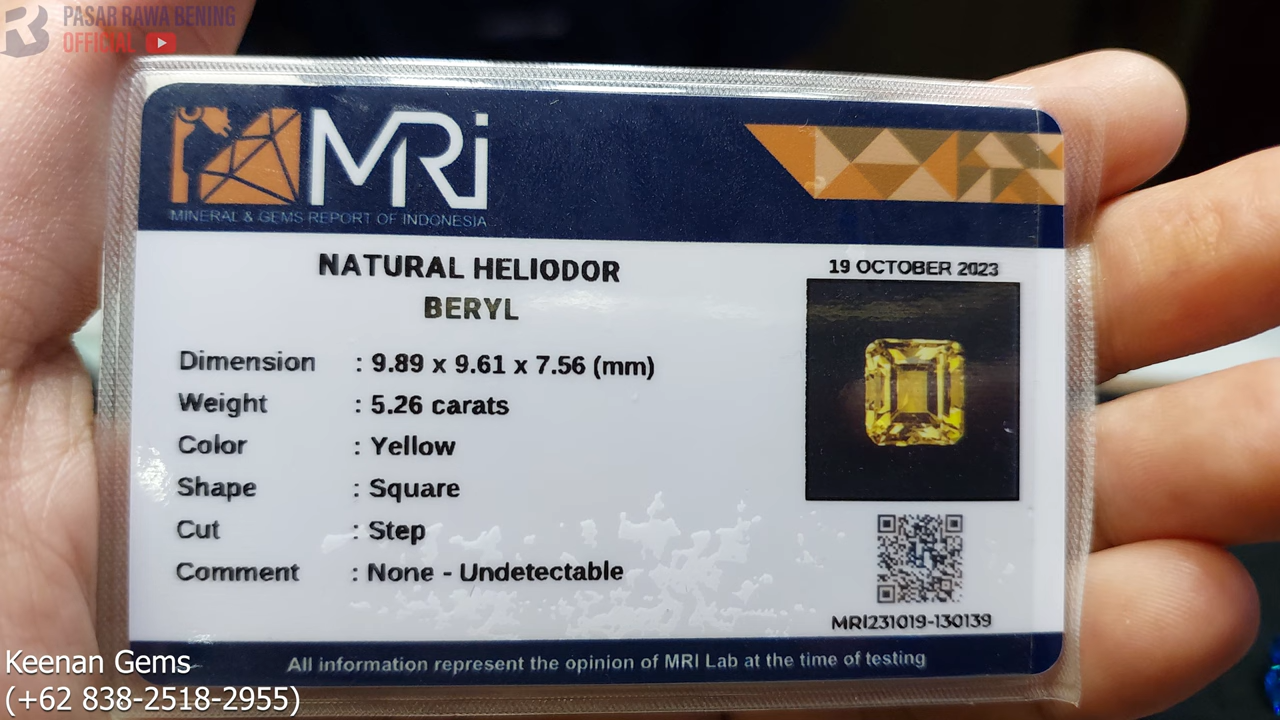 PASAR RAWA BENING
OFFICIAL
MRi
MINERAL & GEMS REPORT OF INDONESIA
NATURAL HELIODOR
BERYL
19 OCTOBER 2023
Dimension : 9.89 x 9.61 x 7.56 (mm)
Weight : 5.26 carats
Color : Yellow
Shape : Square
Cut : Step
Comment : None - Undetectable
MRI231019-130139
All information represent the opinion of MRI Lab at the time of testing
Keenan Gems
(+62 838-2518-2955)